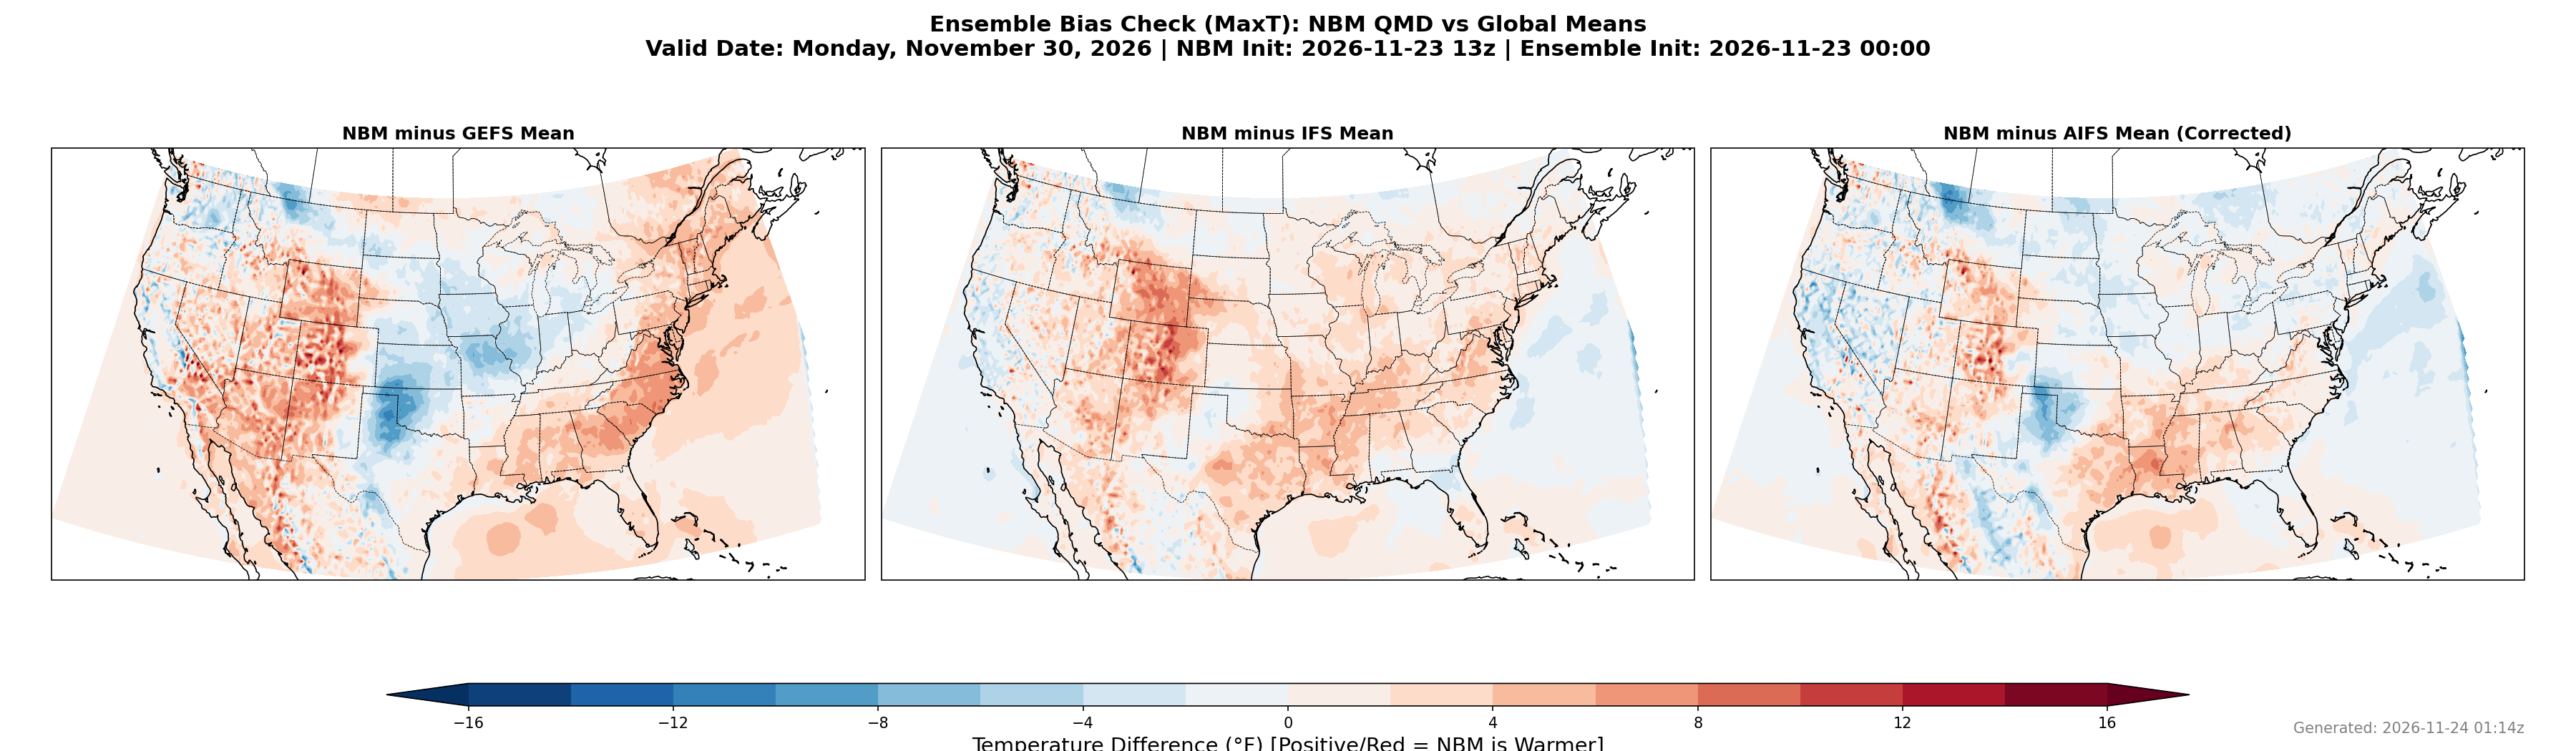 Ensemble Bias Check (MaxT): NBM QMD vs Global Means
Valid Date: Monday, November 30, 2026 | NBM Init: 2026-11-23 13z | Ensemble Init: 2026-11-23 00:00
NBM minus GEFS Mean
NBM minus IFS Mean
NBM minus AIFS Mean (Corrected)
−16 −12 −8 −4 0 4 8 12 16
Temperature Difference (°F) [Positive/Red = NBM is Warmer]
Generated: 2026-11-24 01:14z